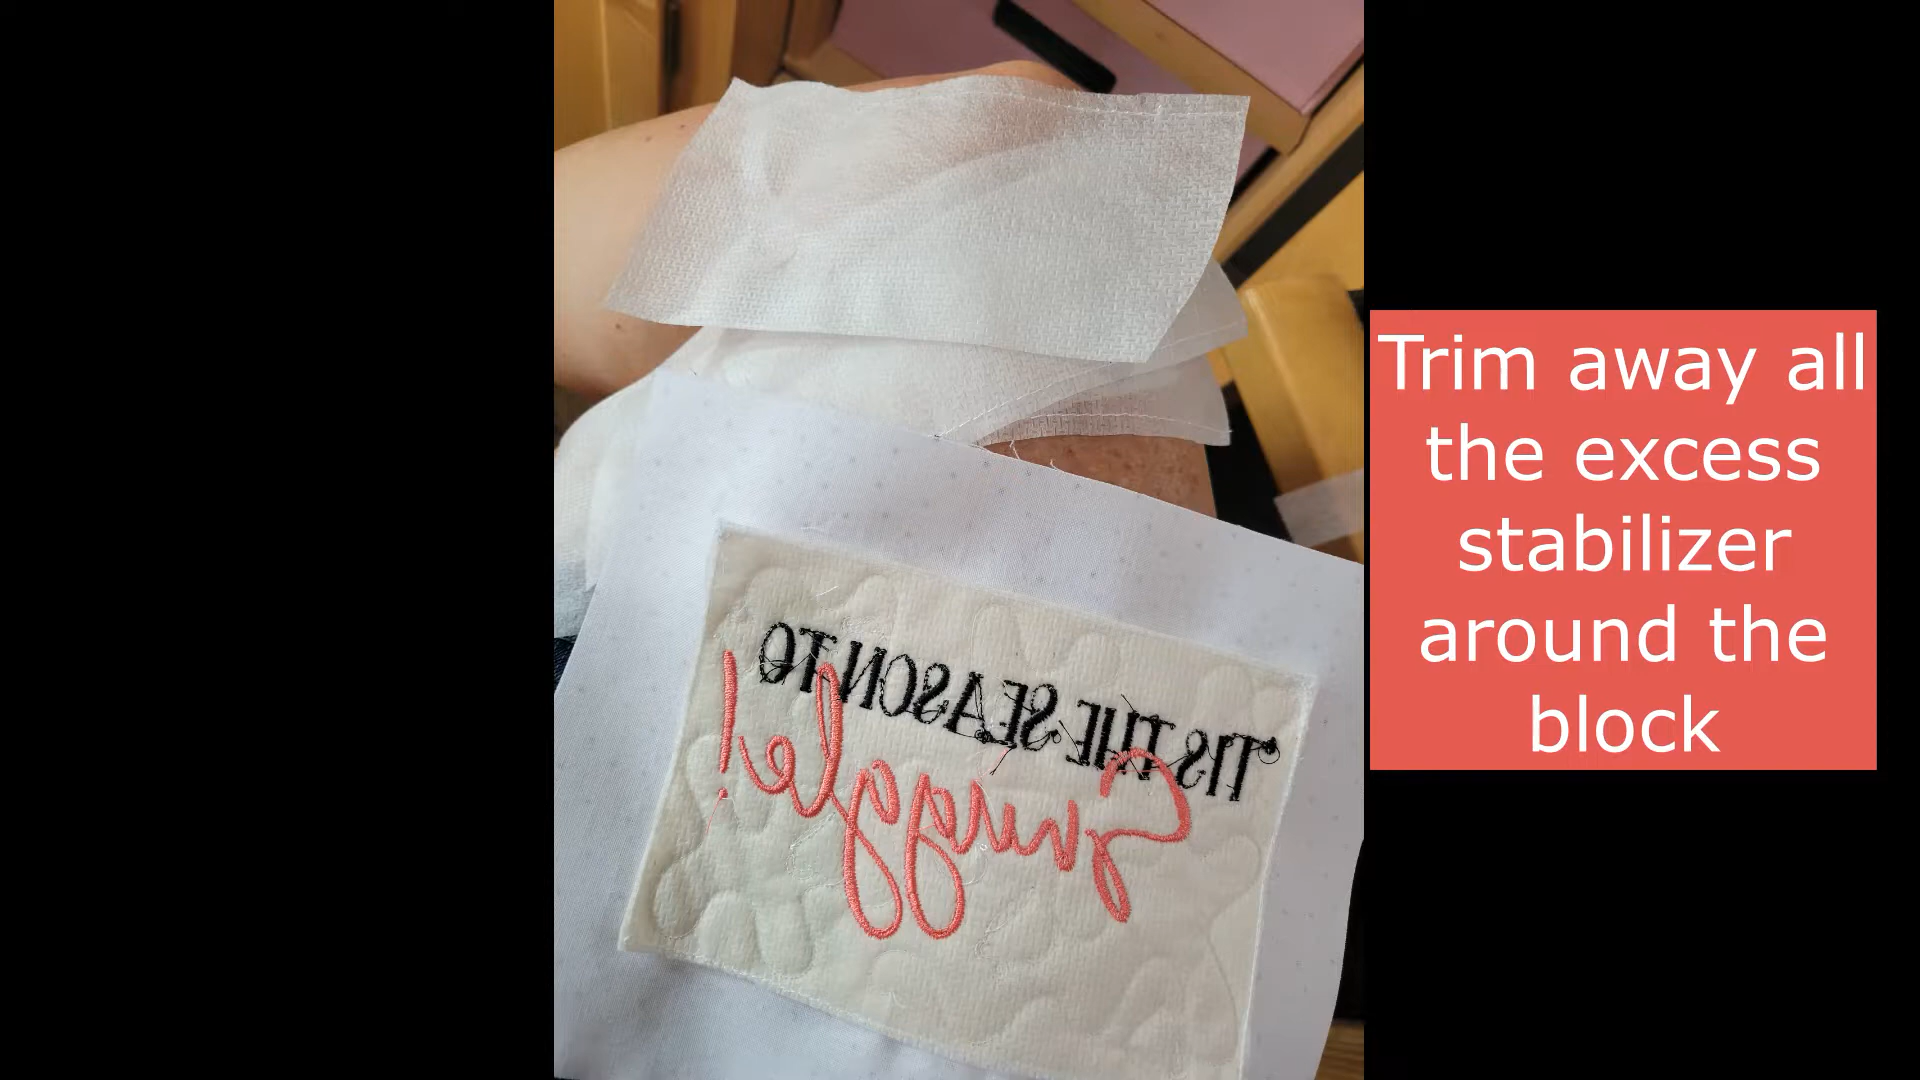 'TIS THE SEASON TO
Snuggle!
Trim away all
the excess
stabilizer
around the
block